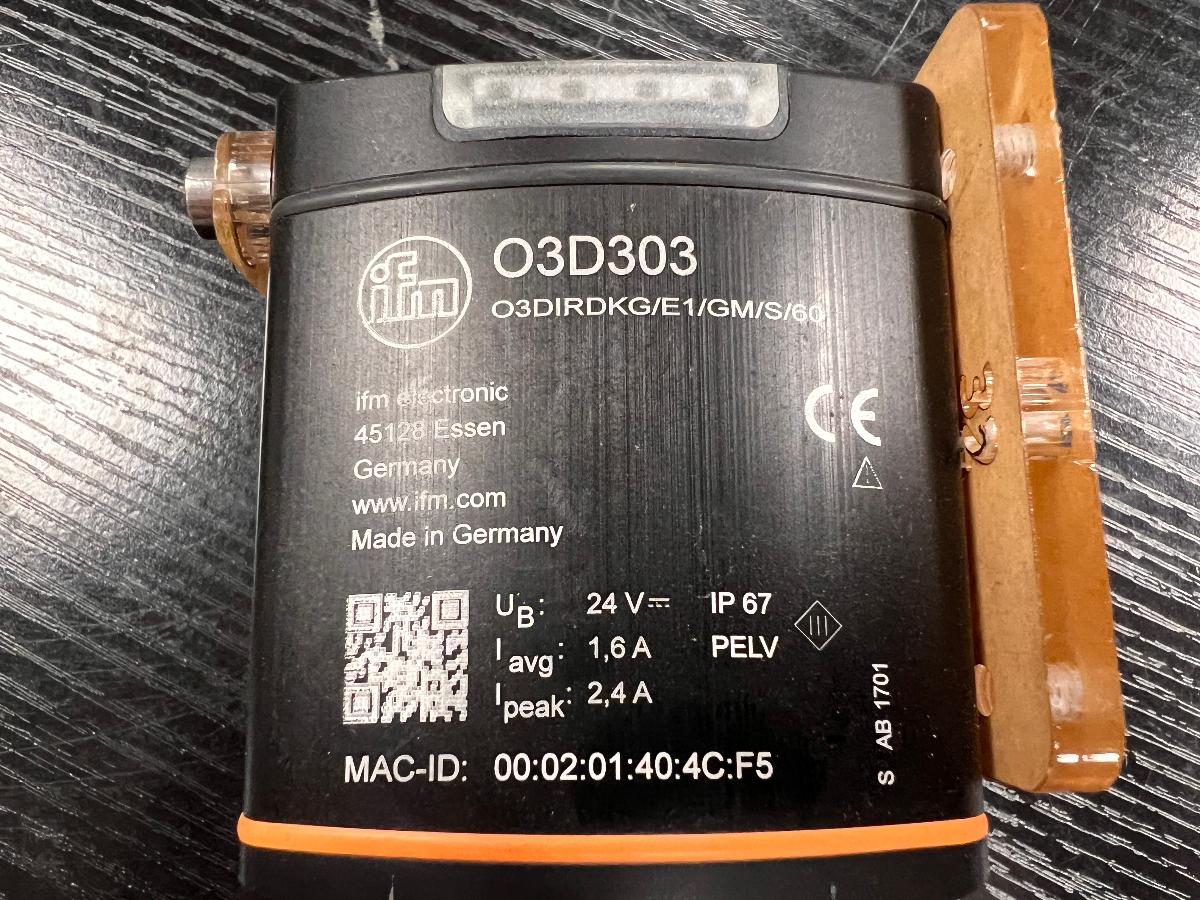 ifm
O3D303
O3DIRDKG/E1/GM/S/60
ifm electronic
45128 Essen
Germany
www.ifm.com
Made in Germany
CE
UB: 24 V IP 67
Iavg: 1,6 A PELV
III
Ipeak: 2,4 A
MAC-ID: 00:02:01:40:4C:F5
S AB 1701